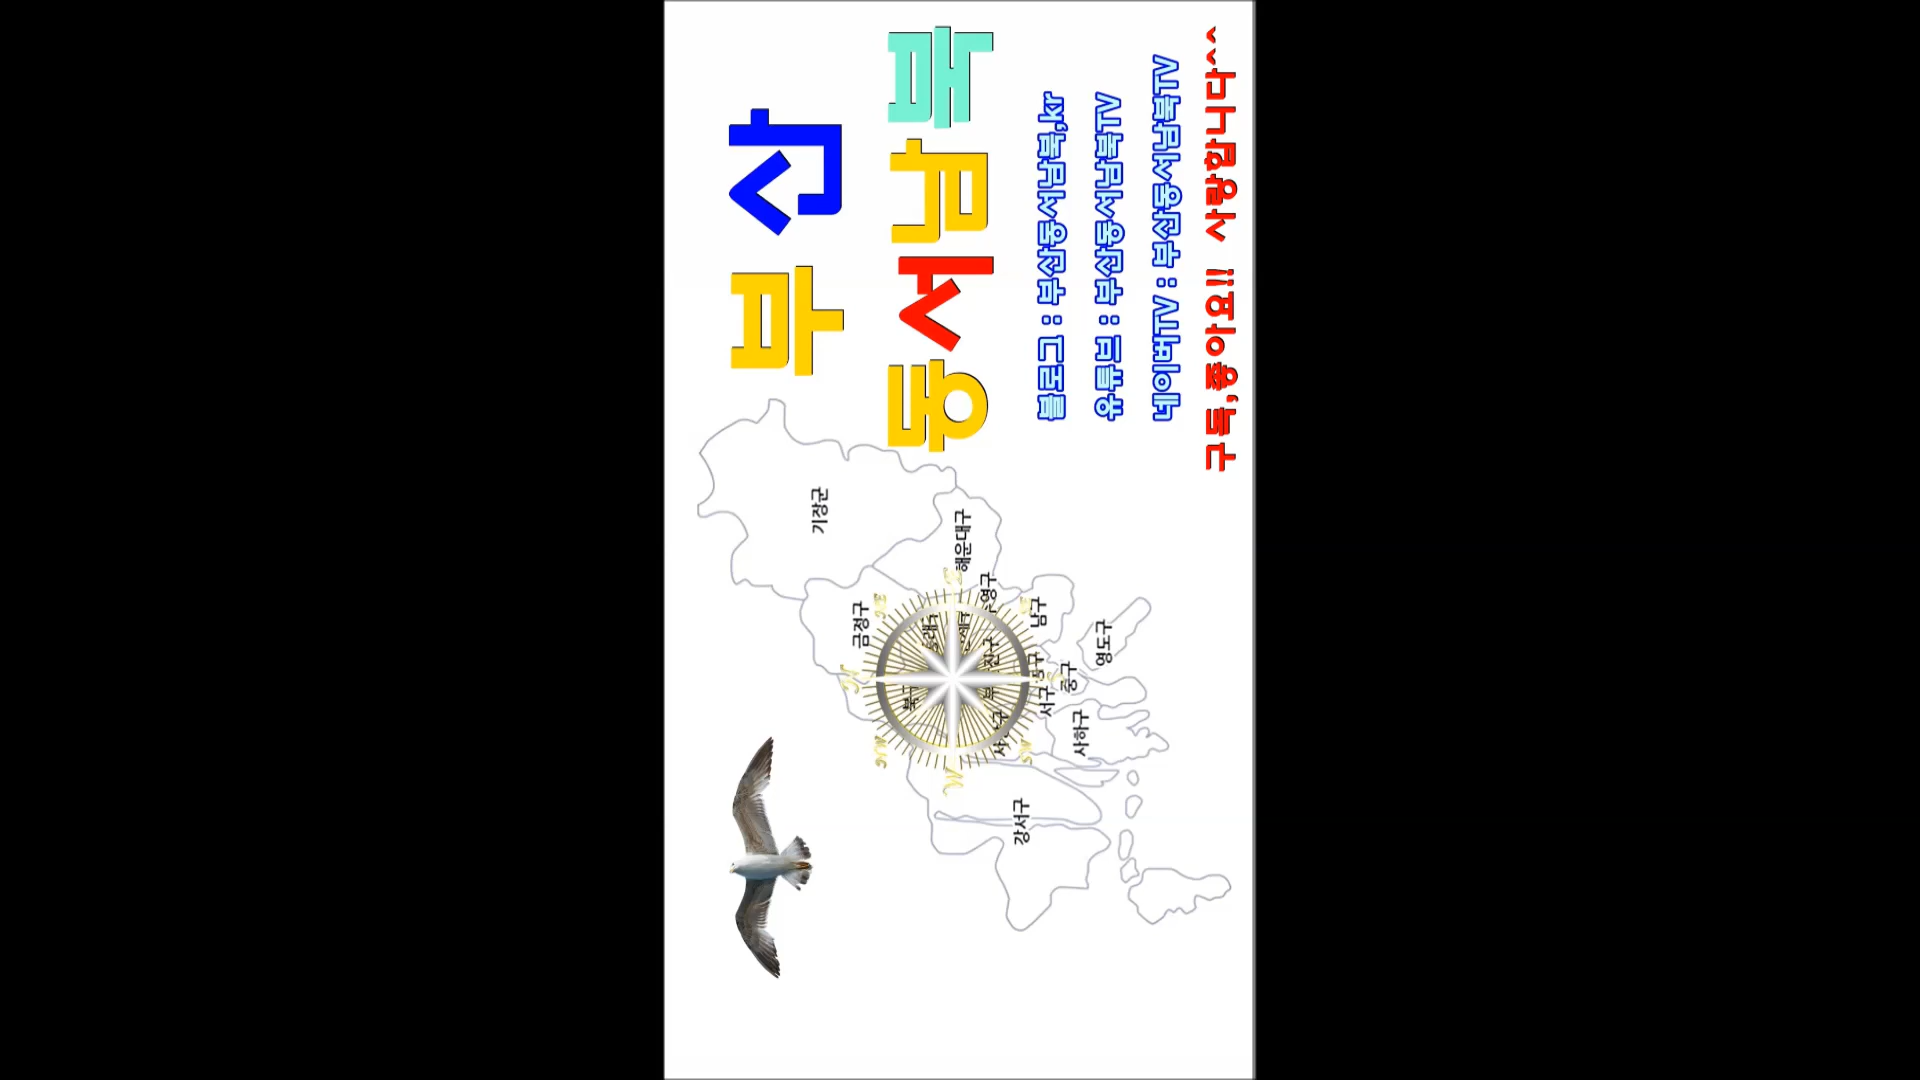 부산
동서남북
블로그 : 부산동서남북,kr
유튜브 : 부산동서남북TV
네이버TV : 부산동서남북TV
구독,좋아요!! 사랑합니다^^
기장군
해운대구
금정구
남구
영도구
중구
서구
사하구
강서구
W